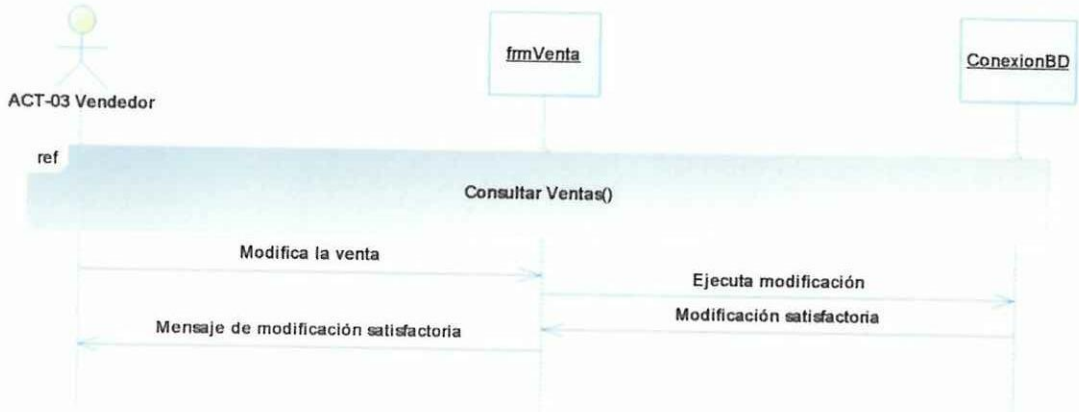 frmVenta
ConexionBD
ACT-03 Vendedor
ref
Consultar Ventas()
Modifica la venta
Ejecuta modificación
Modificación satisfactoria
Mensaje de modificación satisfactoria